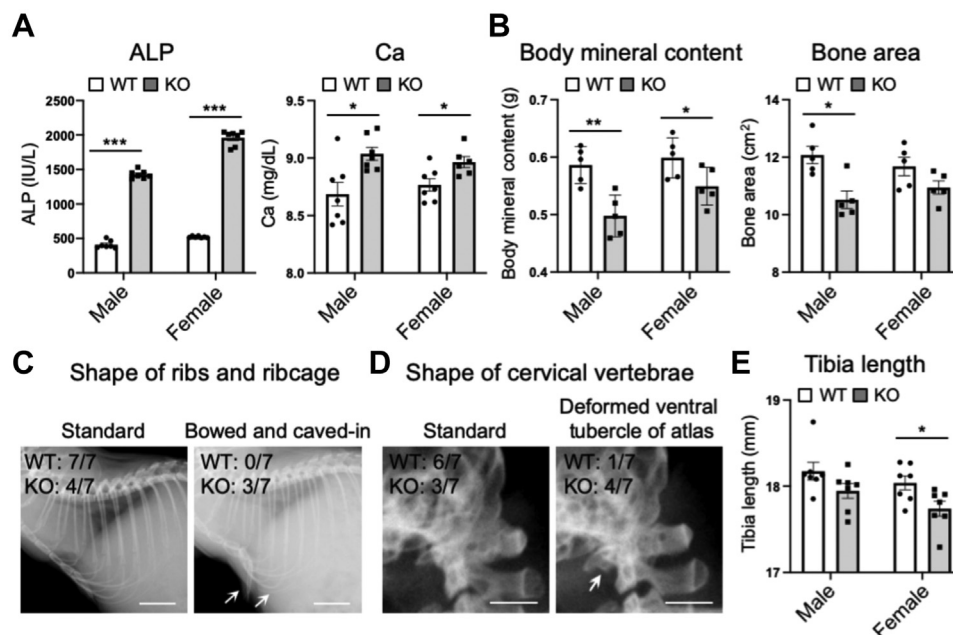 A
ALP
WT KO
ALP (IU/L)
2500
2000
1500
1000
500
0
***
***
Male
Female
Ca
WT KO
Ca (mg/dL)
9.5
9.0
8.5
8.0
*
*
Male
Female
B
Body mineral content
WT KO
Body mineral content (g)
0.7
0.6
0.5
0.4
**
*
Male
Female
Bone area
WT KO
Bone area (cm²)
14
12
10
8
*
Male
Female
C
Shape of ribs and ribcage
Standard
WT: 7/7
KO: 4/7
Bowed and caved-in
WT: 0/7
KO: 3/7
D
Shape of cervical vertebrae
Standard
WT: 6/7
KO: 3/7
Deformed ventral
tubercle of atlas
WT: 1/7
KO: 4/7
E
Tibia length
WT KO
Tibia length (mm)
19
18
17
*
Male
Female